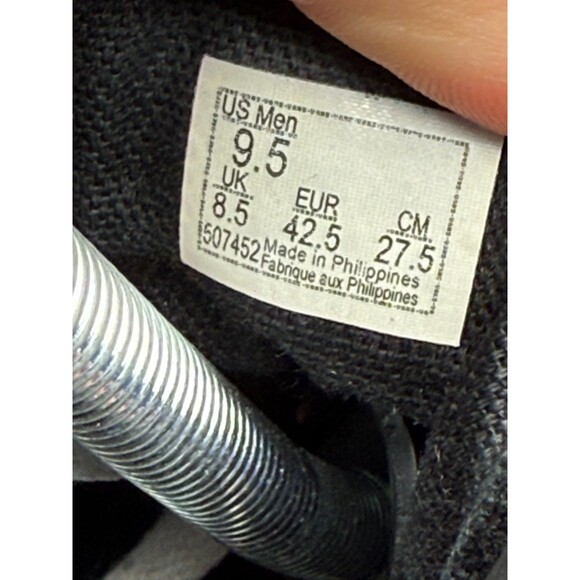 US Men
9.5
UK EUR CM
8.5 42.5 27.5
507452 Made in Philippines
Fabrique aux Philippines